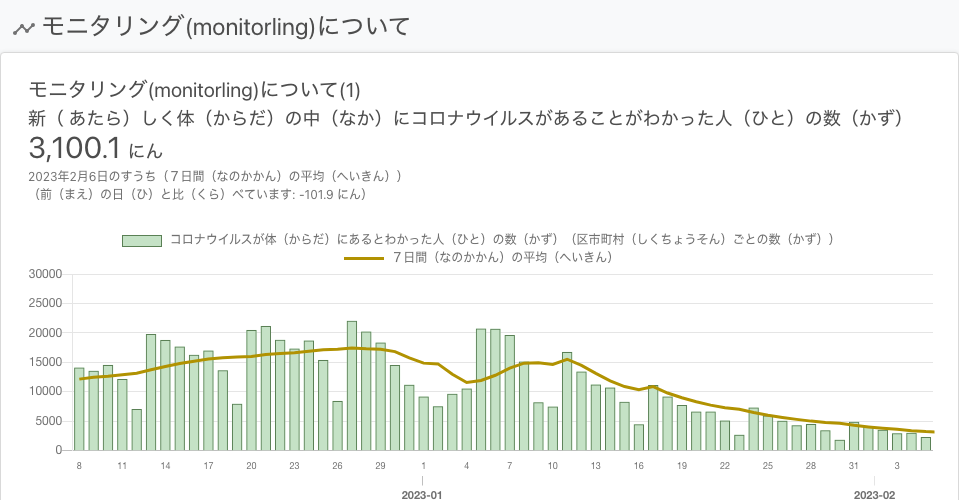 モニタリング(monitorling)について
モニタリング(monitorling)について(1)
新（ あたら）しく体（からだ）の中（なか）にコロナウイルスがあることがわかった人（ひと）の数（かず）
3,100.1 にん
2023年2月6日のすうち（７日間（なのかかん）の平均（へいきん））
（前（まえ）の日（ひ）と比（くら）べています: -101.9 にん）
コロナウイルスが体（からだ）にあるとわかった人（ひと）の数（かず）（区市町村（しくちょうそん）ごとの数（かず））
７日間（なのかかん）の平均（へいきん）
30000
25000
20000
15000
10000
5000
0
8 11 14 17 20 23 26 29 1 4 7 10 13 16 19 22 25 28 31 3
2023-01 2023-02